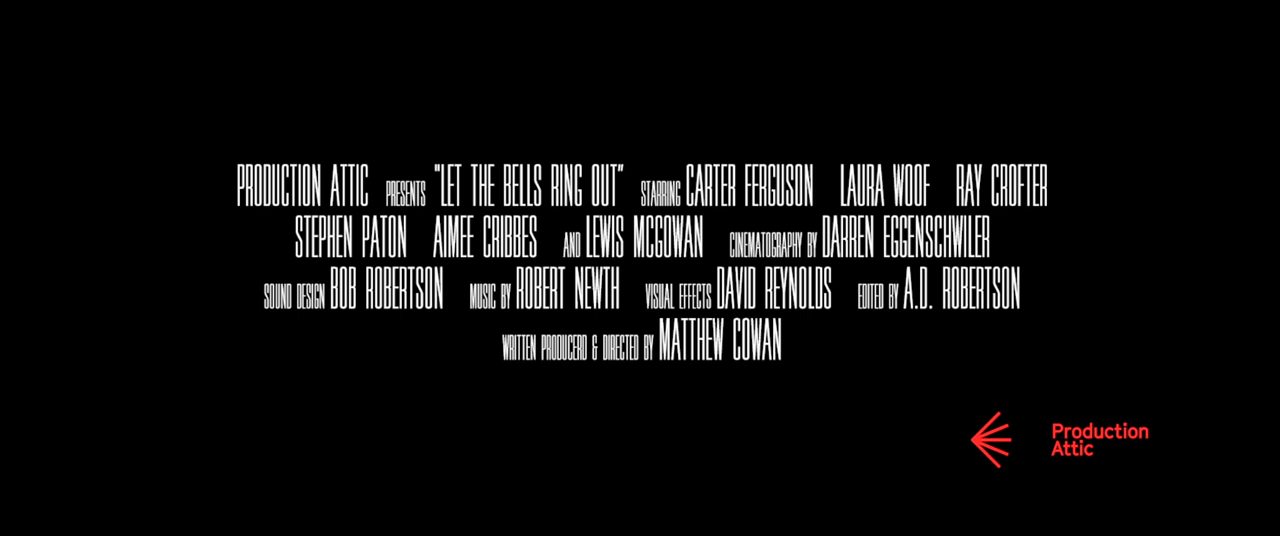 PRODUCTION ATTIC PRESENTS "LET THE BELLS RING OUT" STARRING CARTER FERGUSON LAURA WOOF RAY CROFTER
STEPHEN PATON AIMEE CRIBBES AND LEWIS MCGOWAN CINEMATOGRAPHY BY DARREN EGGENSCHWILER
SOUND DESIGN BOB ROBERTSON MUSIC BY ROBERT NEWTH VISUAL EFFECTS DAVID REYNOLDS EDITED BY A.D. ROBERTSON
WRITTEN PRODUCERD & DIRECTED BY MATTHEW COWAN
Production
Attic